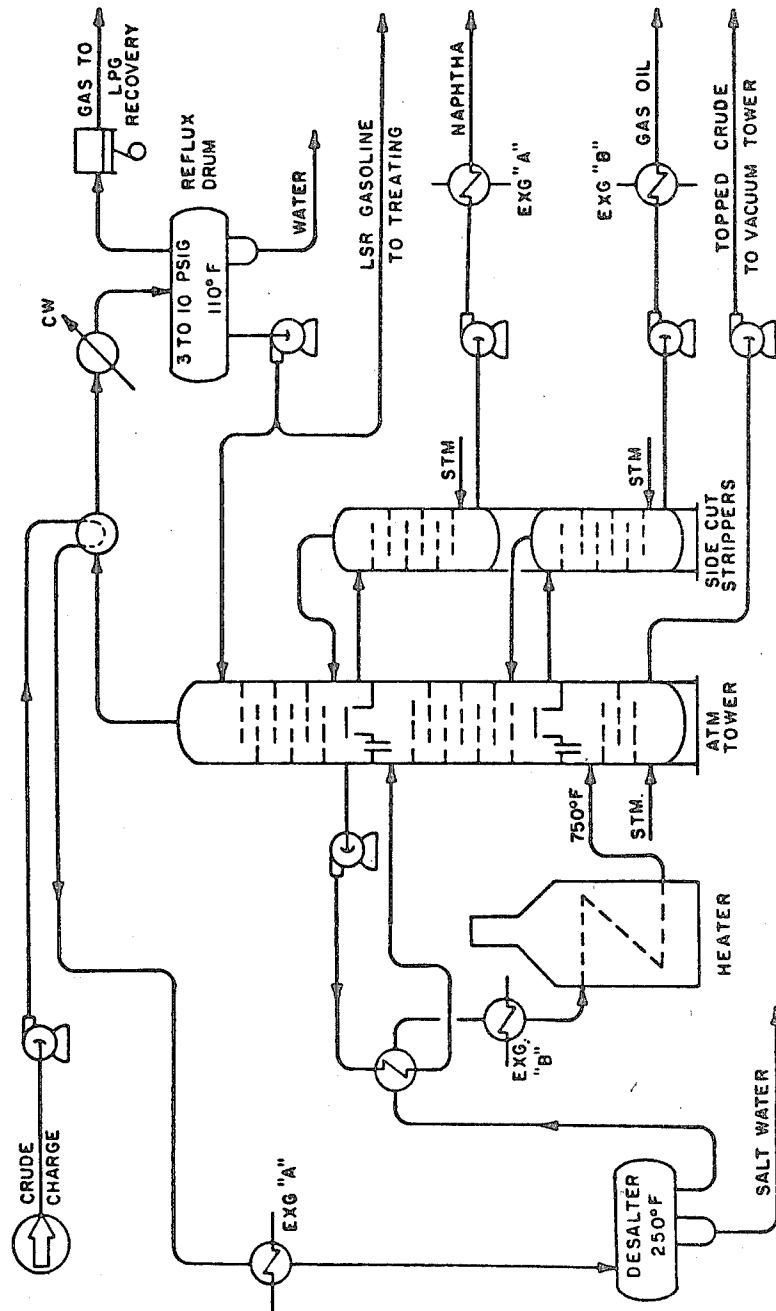 CRUDE
CHARGE
GAS TO
LPG
RECOVERY
CW
REFLUX
DRUM
3 TO 10 PSIG
110°F
WATER
LSR GASOLINE
TO TREATING
NAPHTHA
EXG "A"
EXG "B"
GAS OIL
TOPPED CRUDE
TO VACUUM TOWER
STM
STM
SIDE CUT
STRIPPERS
ATM
TOWER
750°F
STM.
HEATER
EXG.
"B"
EXG "A"
DESALTER
250°F
SALT WATER